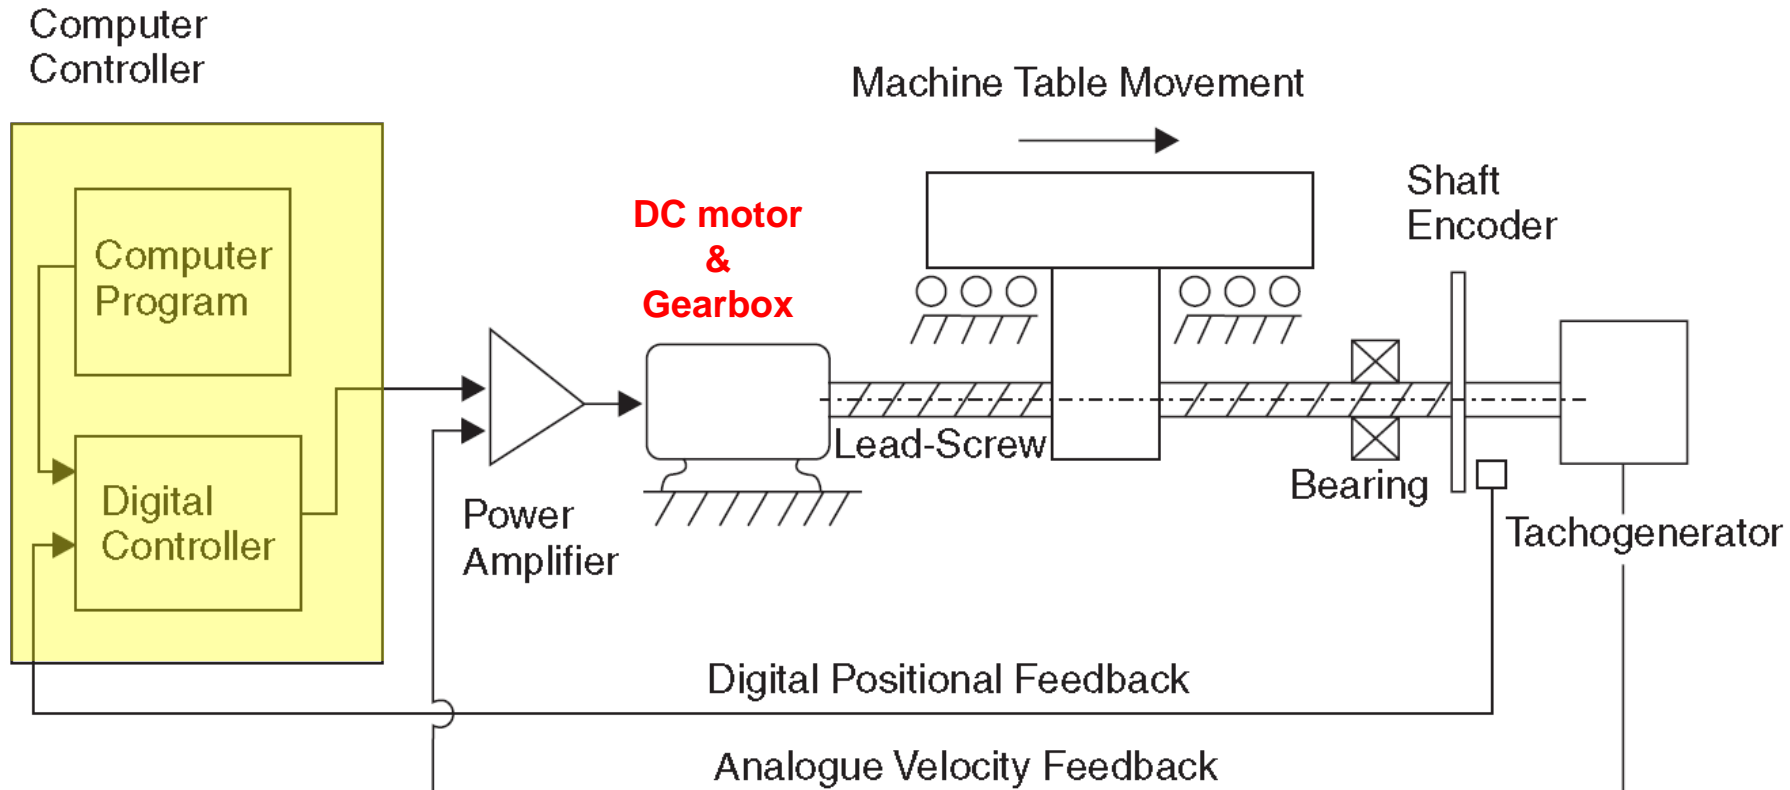 Computer
Controller
Machine Table Movement
Shaft
Encoder
DC motor
&
Gearbox
Computer
Program
Lead-Screw
Bearing
Digital
Controller
Power
Amplifier
Tachogenerator
Digital Positional Feedback
Analogue Velocity Feedback